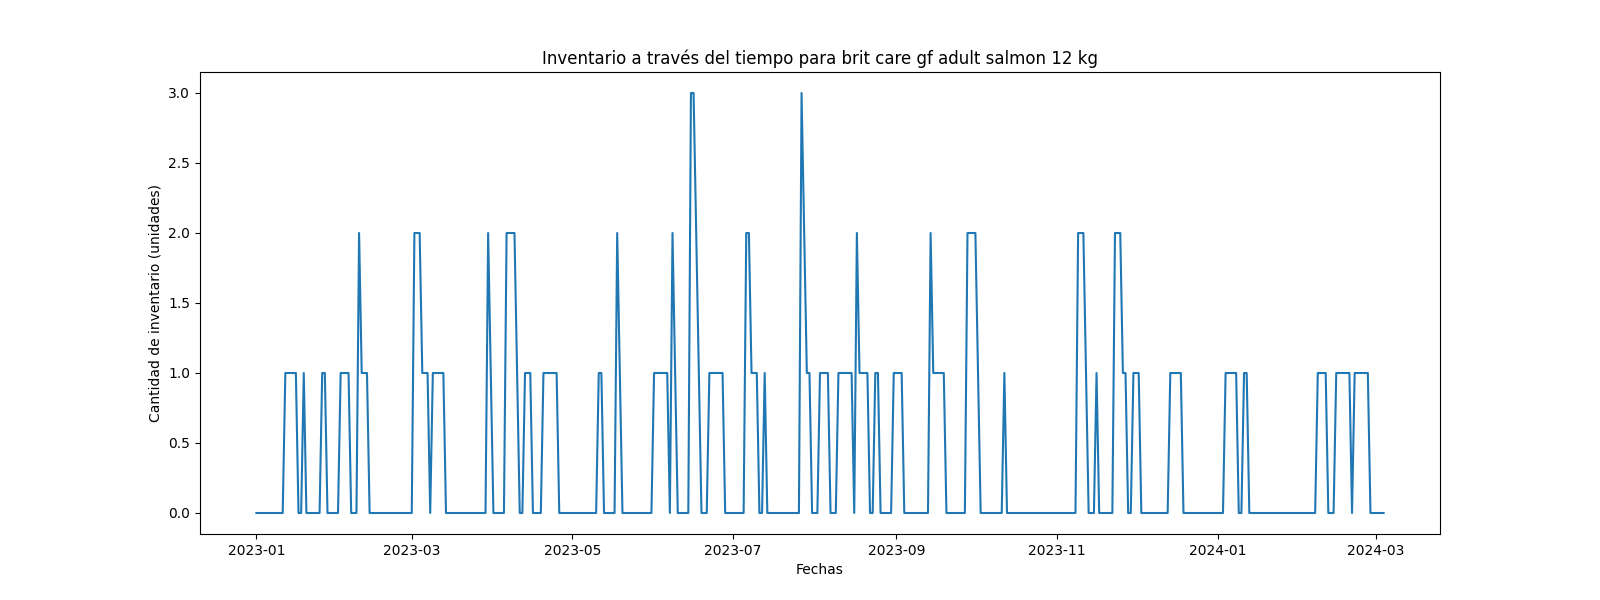 Inventario a través del tiempo para brit care gf adult salmon 12 kg
3.0
2.5
2.0
1.5
1.0
0.5
0.0
Cantidad de inventario (unidades)
2023-01 2023-03 2023-05 2023-07 2023-09 2023-11 2024-01 2024-03
Fechas